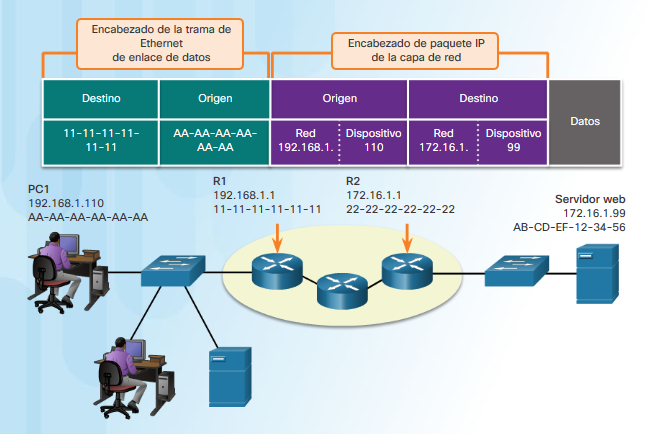 Encabezado de la trama de
Ethernet
de enlace de datos
Encabezado de paquete IP
de la capa de red
Destino
Origen
Origen
Destino
Datos
11-11-11-11-
11-11
AA-AA-AA-AA-
AA-AA
Red
192.168.1.
Dispositivo
110
Red
172.16.1.
Dispositivo
99
PC1
192.168.1.110
AA-AA-AA-AA-AA-AA
R1
192.168.1.1
11-11-11-11-11-11
R2
172.16.1.1
22-22-22-22-22-22
Servidor web
172.16.1.99
AB-CD-EF-12-34-56